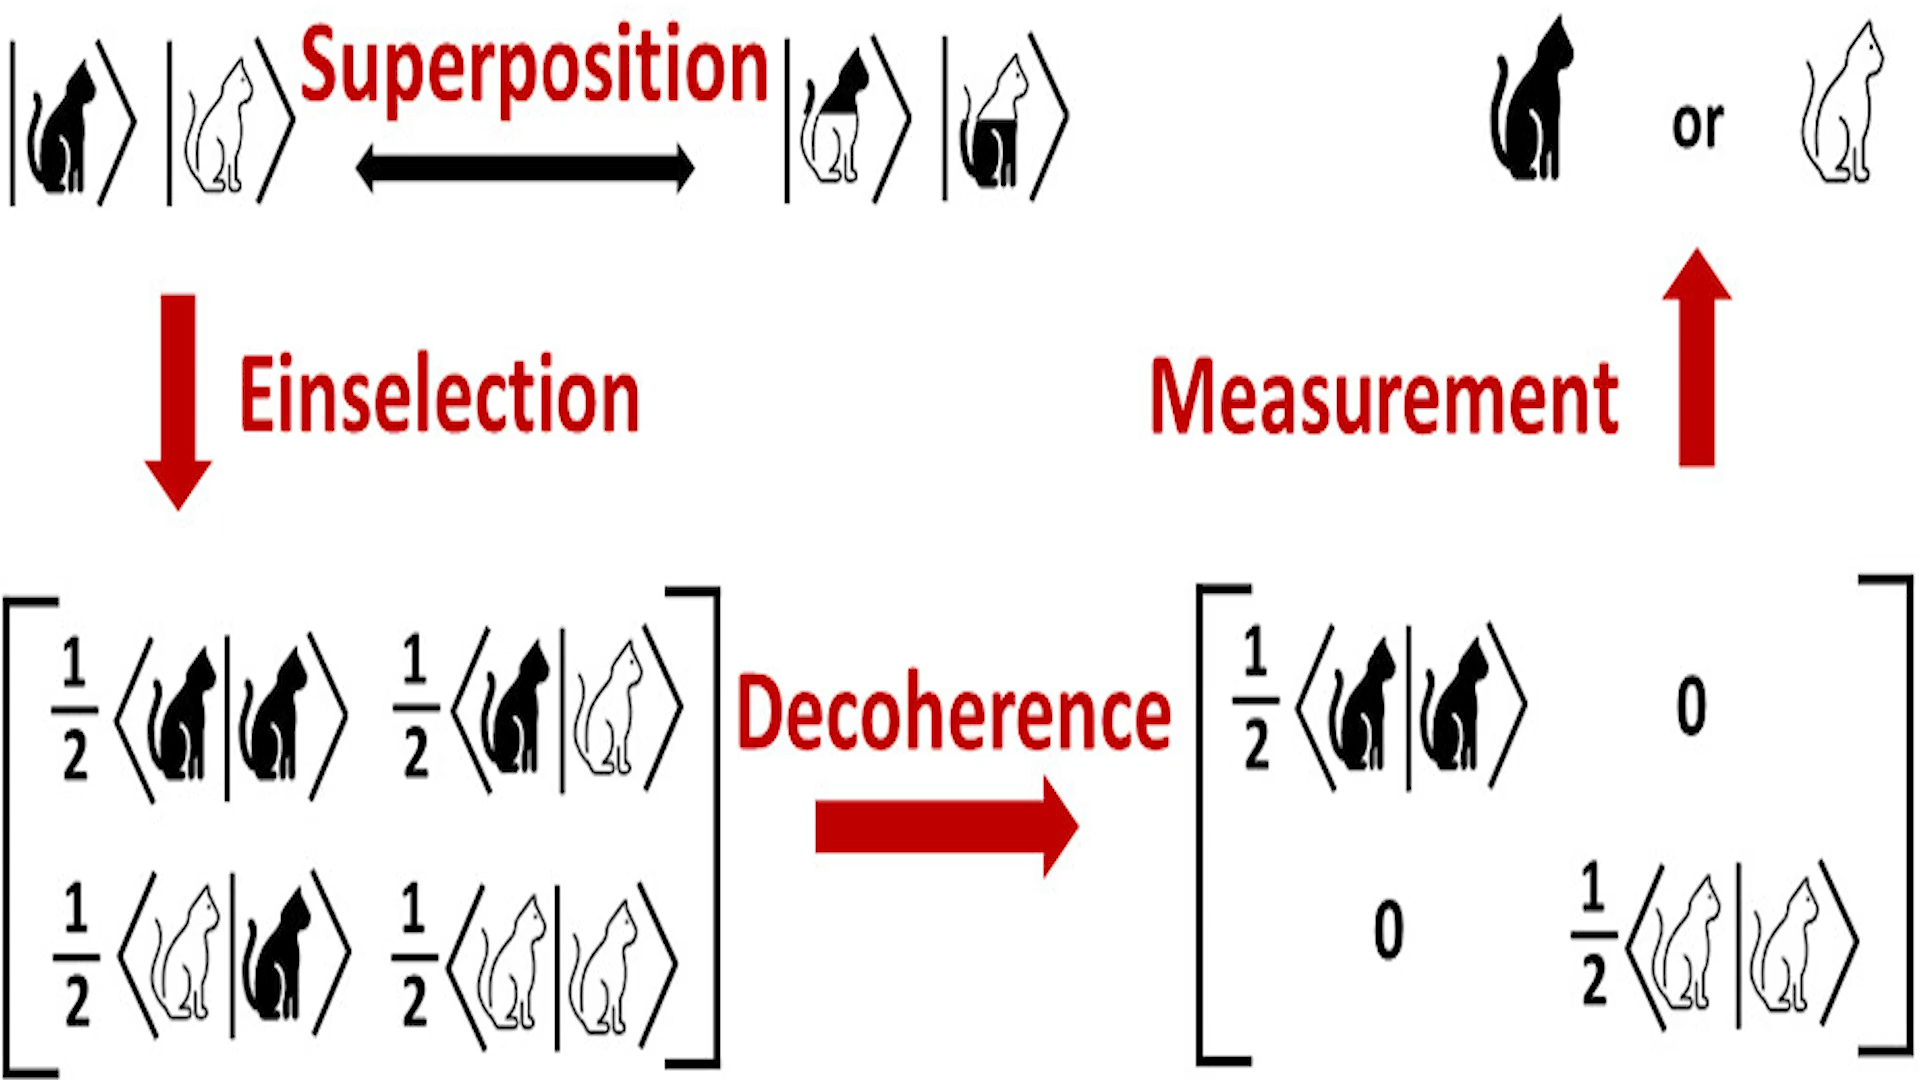 Superposition
or
Einselection
Measurement
1/2 1/2
Decoherence
1/2 0
1/2 1/2
0 1/2